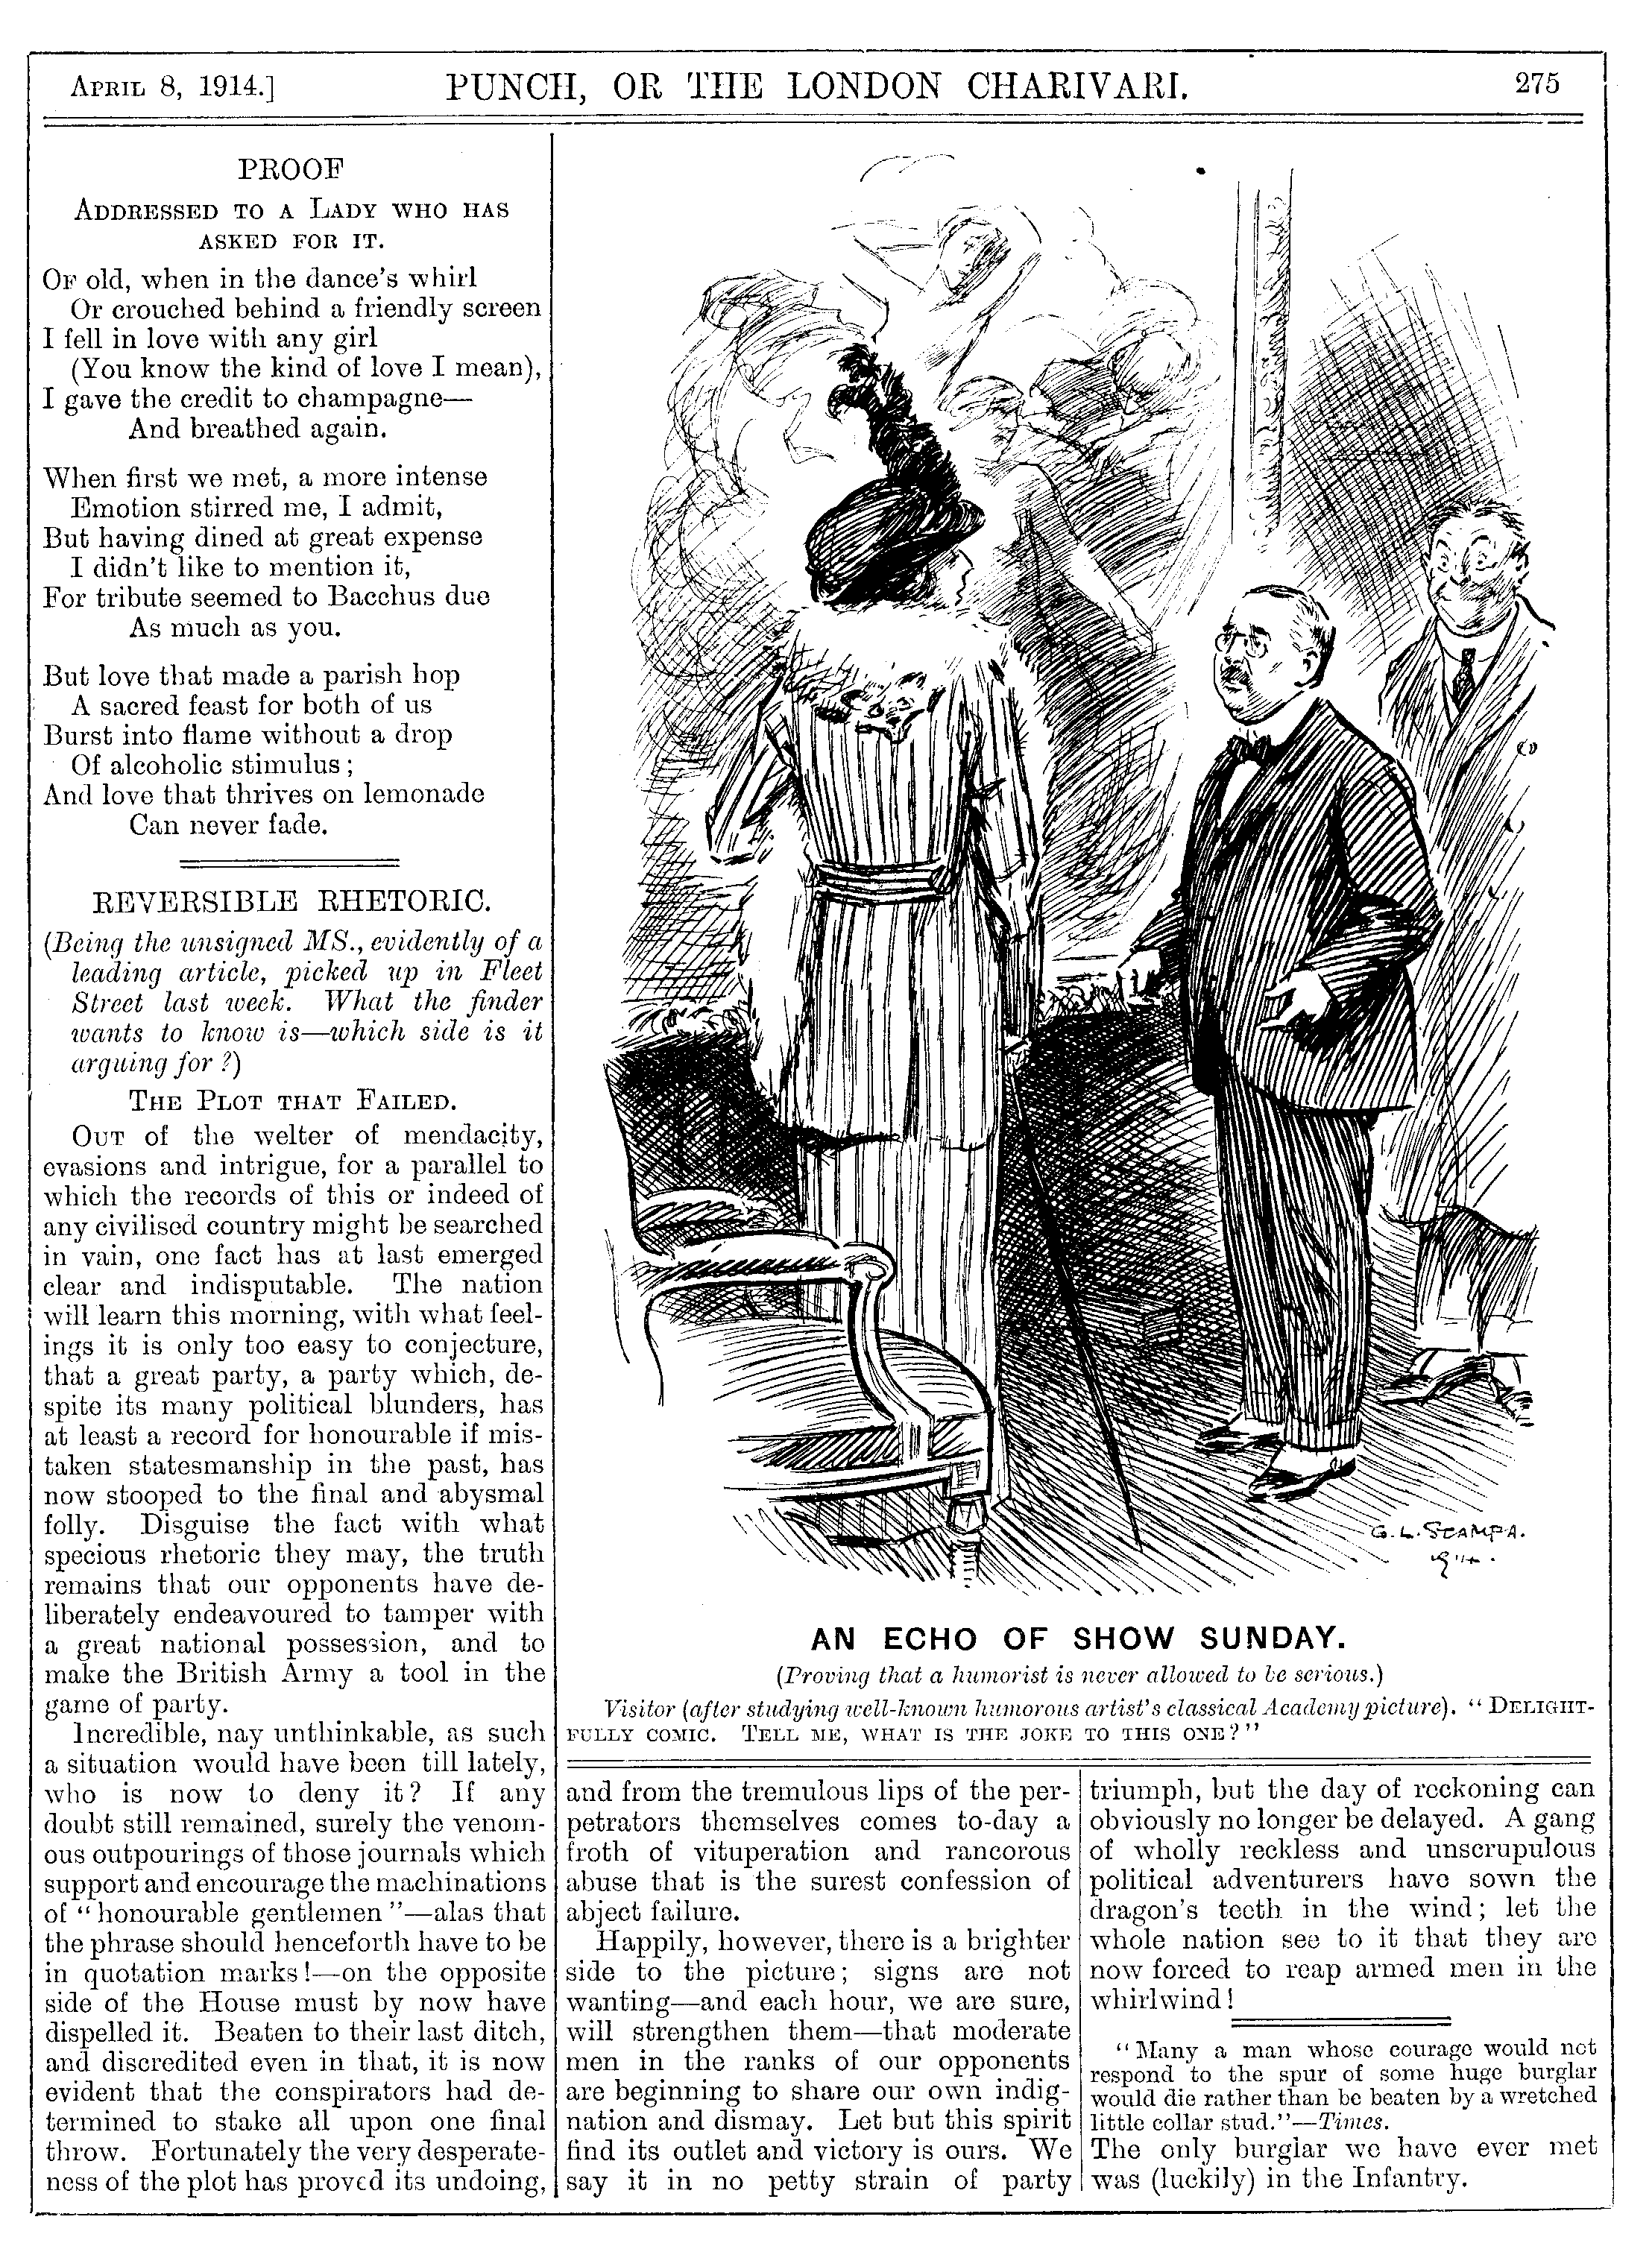 APRIL 8, 1914.]
PUNCH, OR THE LONDON CHARIVARI.
275
PROOF
ADDRESSED TO A LADY WHO HAS
ASKED FOR IT.
OF old, when in the dance's whirl
Or crouched behind a friendly screen
I fell in love with any girl
(You know the kind of love I mean),
I gave the credit to champagne—
And breathed again.
When first we met, a more intense
Emotion stirred me, I admit,
But having dined at great expense
I didn't like to mention it,
For tribute seemed to Bacchus due
As much as you.
But love that made a parish hop
A sacred feast for both of us
Burst into flame without a drop
Of alcoholic stimulus;
And love that thrives on lemonade
Can never fade.
REVERSIBLE RHETORIC.
(Being the unsigned MS., evidently of a
leading article, picked up in Fleet
Street last week. What the finder
wants to know is—which side is it
arguing for?)
THE PLOT THAT FAILED.
OUT of the welter of mendacity,
evasions and intrigue, for a parallel to
which the records of this or indeed of
any civilised country might be searched
in vain, one fact has at last emerged
clear and indisputable. The nation
will learn this morning, with what feel-
ings it is only too easy to conjecture,
that a great party, a party which, de-
spite its many political blunders, has
at least a record for honourable if mis-
taken statesmanship in the past, has
now stooped to the final and abysmal
folly. Disguise the fact with what
specious rhetoric they may, the truth
remains that our opponents have de-
liberately endeavoured to tamper with
a great national possession, and to
make the British Army a tool in the
game of party.
Incredible, nay unthinkable, as such
a situation would have been till lately,
who is now to deny it? If any
doubt still remained, surely the venom-
ous outpourings of those journals which
support and encourage the machinations
of "honourable gentlemen"—alas that
the phrase should henceforth have to be
in quotation marks!—on the opposite
side of the House must by now have
dispelled it. Beaten to their last ditch,
and discredited even in that, it is now
evident that the conspirators had de-
termined to stake all upon one final
throw. Fortunately the very desperate-
ness of the plot has proved its undoing,
G. L. STAMPA.
1914.
AN ECHO OF SHOW SUNDAY.
(Proving that a humorist is never allowed to be serious.)
Visitor (after studying well-known humorous artist's classical Academy picture). "DELIGHT-
FULLY COMIC. TELL ME, WHAT IS THE JOKE TO THIS ONE?"
and from the tremulous lips of the per-
petrators themselves comes to-day a
froth of vituperation and rancorous
abuse that is the surest confession of
abject failure.
Happily, however, there is a brighter
side to the picture; signs are not
wanting—and each hour, we are sure,
will strengthen them—that moderate
men in the ranks of our opponents
are beginning to share our own indig-
nation and dismay. Let but this spirit
find its outlet and victory is ours. We
say it in no petty strain of party
triumph, but the day of reckoning can
obviously no longer be delayed. A gang
of wholly reckless and unscrupulous
political adventurers have sown the
dragon's teeth in the wind; let the
whole nation see to it that they are
now forced to reap armed men in the
whirlwind!
"Many a man whose courage would not
respond to the spur of some huge burglar
would die rather than be beaten by a wretched
little collar stud."—Times.
The only burglar we have ever met
was (luckily) in the Infantry.